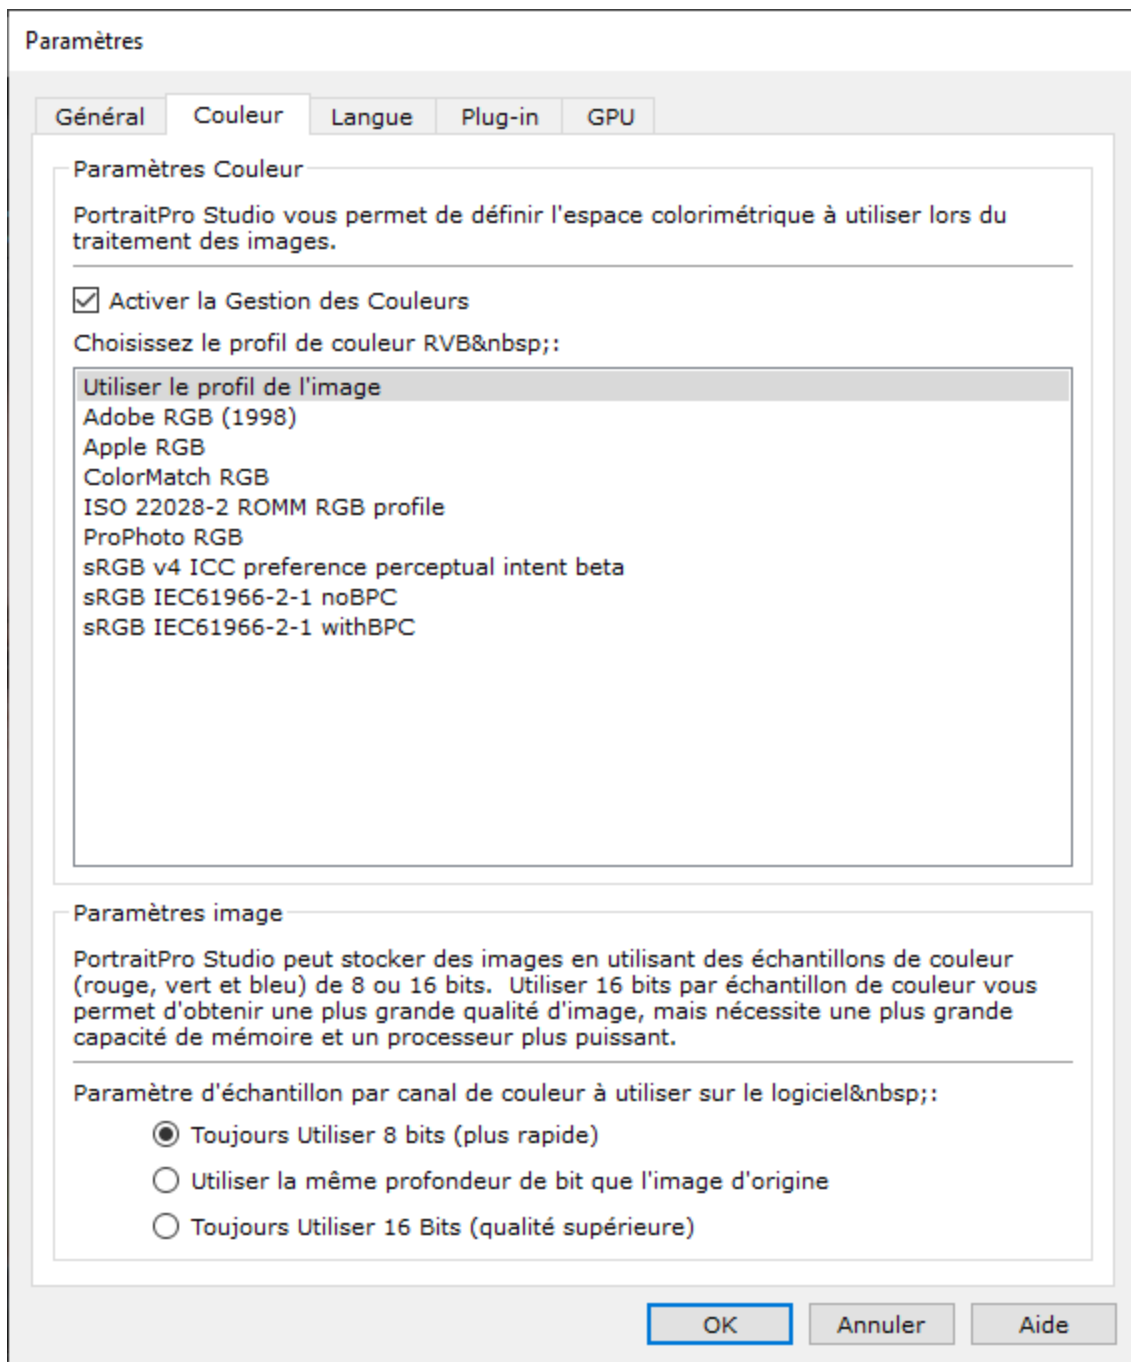 Paramètres
Général
Couleur
Langue
Plug-in
GPU
Paramètres Couleur
PortraitPro Studio vous permet de définir l'espace colorimétrique à utiliser lors du
traitement des images.
Activer la Gestion des Couleurs
Choisissez le profil de couleur RVB&nbsp;:
Utiliser le profil de l'image
Adobe RGB (1998)
Apple RGB
ColorMatch RGB
ISO 22028-2 ROMM RGB profile
ProPhoto RGB
sRGB v4 ICC preference perceptual intent beta
sRGB IEC61966-2-1 noBPC
sRGB IEC61966-2-1 withBPC
Paramètres image
PortraitPro Studio peut stocker des images en utilisant des échantillons de couleur
(rouge, vert et bleu) de 8 ou 16 bits.  Utiliser 16 bits par échantillon de couleur vous
permet d'obtenir une plus grande qualité d'image, mais nécessite une plus grande
capacité de mémoire et un processeur plus puissant.
Paramètre d'échantillon par canal de couleur à utiliser sur le logiciel&nbsp;:
Toujours Utiliser 8 bits (plus rapide)
Utiliser la même profondeur de bit que l'image d'origine
Toujours Utiliser 16 Bits (qualité supérieure)
OK
Annuler
Aide